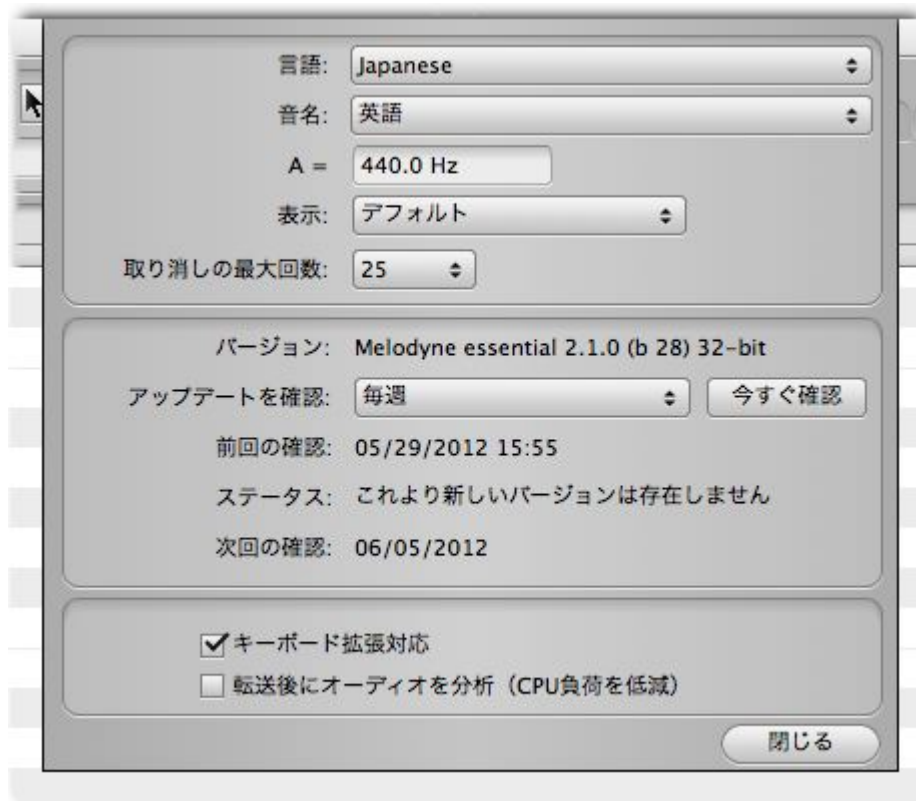 言語: Japanese
音名: 英語
A = 440.0 Hz
表示: デフォルト
取り消しの最大回数: 25
バージョン: Melodyne essential 2.1.0 (b 28) 32-bit
アップデートを確認: 毎週 今すぐ確認
前回の確認: 05/29/2012 15:55
ステータス: これより新しいバージョンは存在しません
次回の確認: 06/05/2012
キーボード拡張対応
転送後にオーディオを分析（CPU負荷を低減）
閉じる